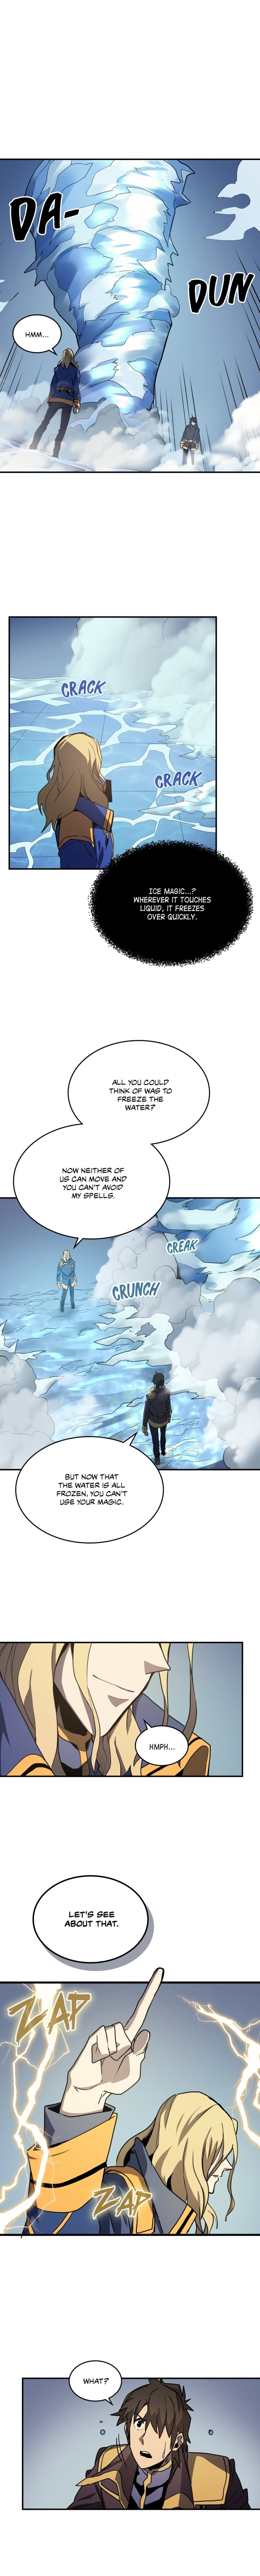 DA-
DUN
HMM...
CRACK
CRACK
ICE MAGIC...?
WHEREVER IT TOUCHES
LIQUID, IT FREEZES
OVER QUICKLY.
ALL YOU COULD
THINK OF WAS TO
FREEZE THE
WATER?
NOW NEITHER OF
US CAN MOVE AND
YOU CAN'T AVOID
MY SPELLS.
CREAK
CRUNCH
BUT NOW THAT
THE WATER IS ALL
FROZEN, YOU CAN'T
USE YOUR MAGIC.
HMPH...
LET'S SEE
ABOUT THAT.
ZAP
ZAP
WHAT?